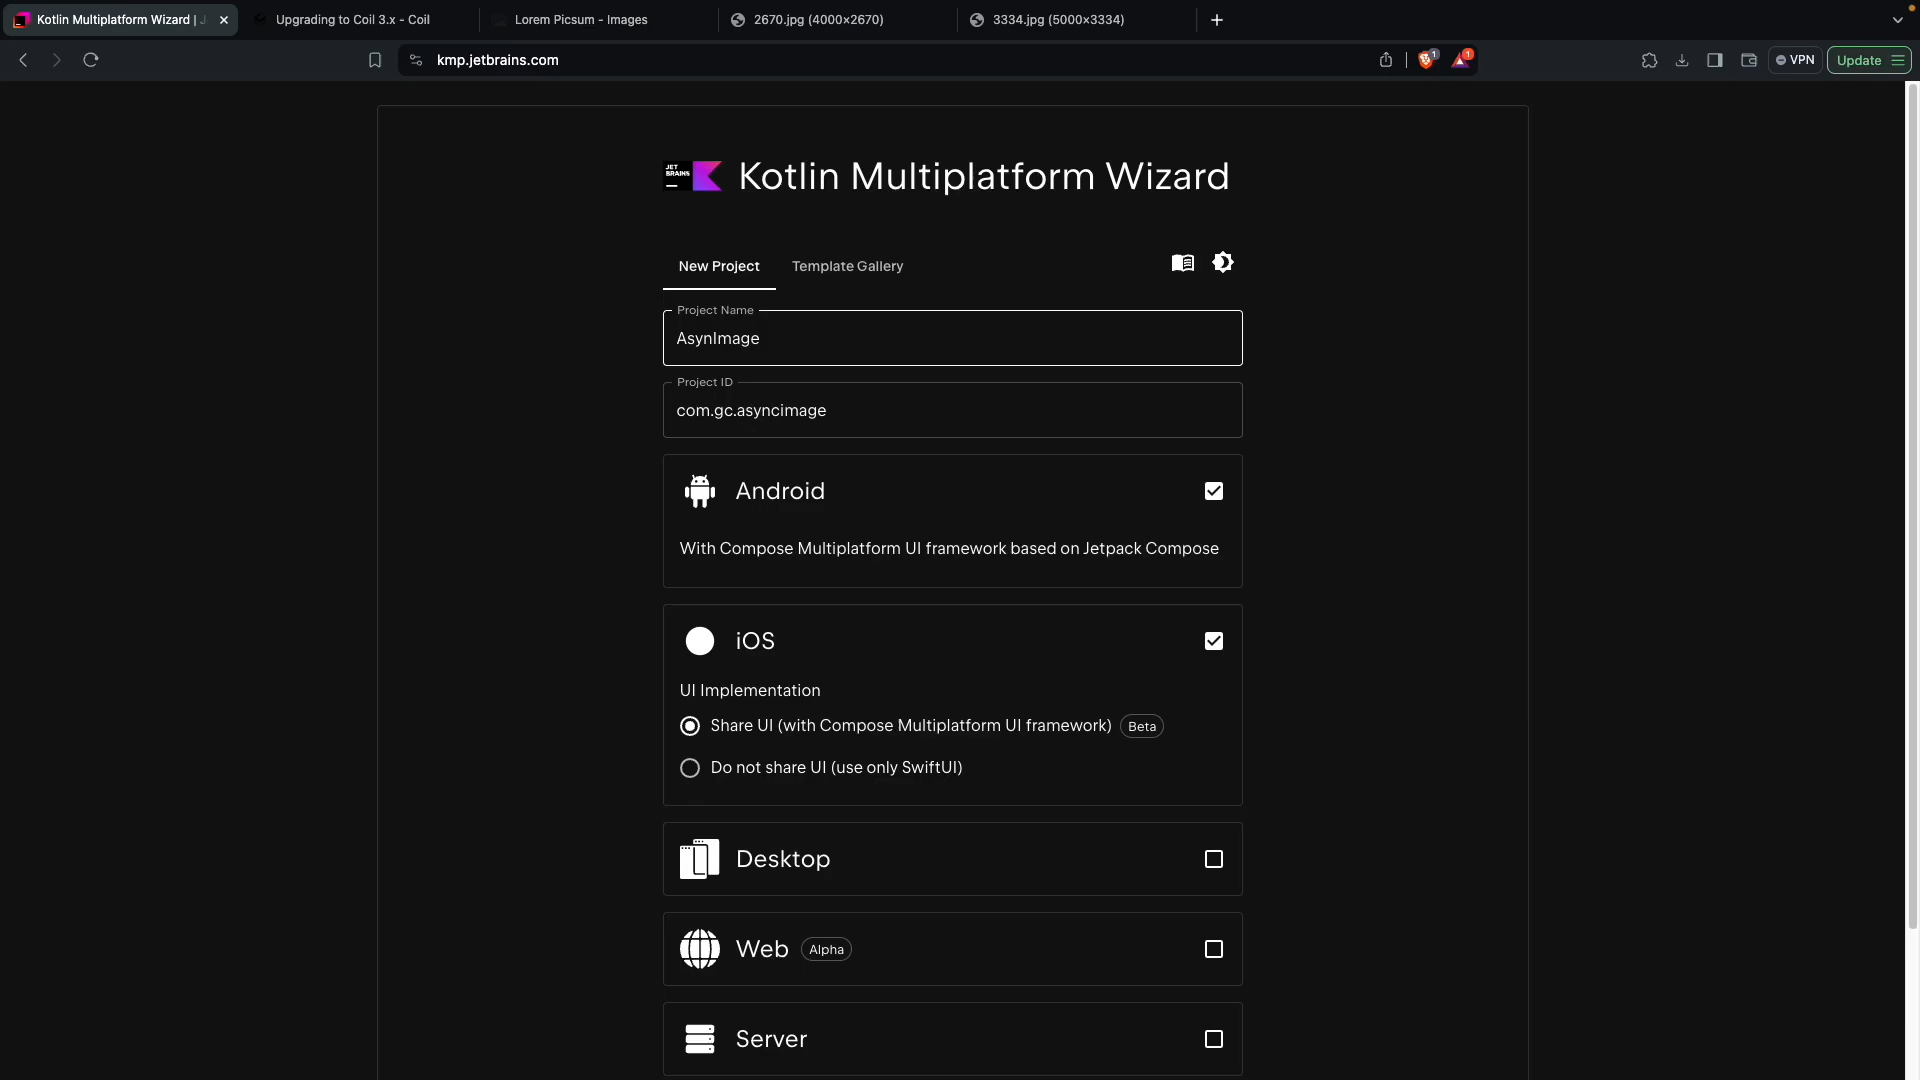 Kotlin Multiplatform Wizard | J
Upgrading to Coil 3.x - Coil
Lorem Picsum - Images
2670.jpg (4000×2670)
3334.jpg (5000×3334)
kmp.jetbrains.com
1
1
VPN
Update
JET
BRAINS
Kotlin Multiplatform Wizard
New Project
Template Gallery
Project Name
AsynImage
Project ID
com.gc.asyncimage
Android
With Compose Multiplatform UI framework based on Jetpack Compose
iOS
UI Implementation
Share UI (with Compose Multiplatform UI framework) Beta
Do not share UI (use only SwiftUI)
Desktop
Web Alpha
Server